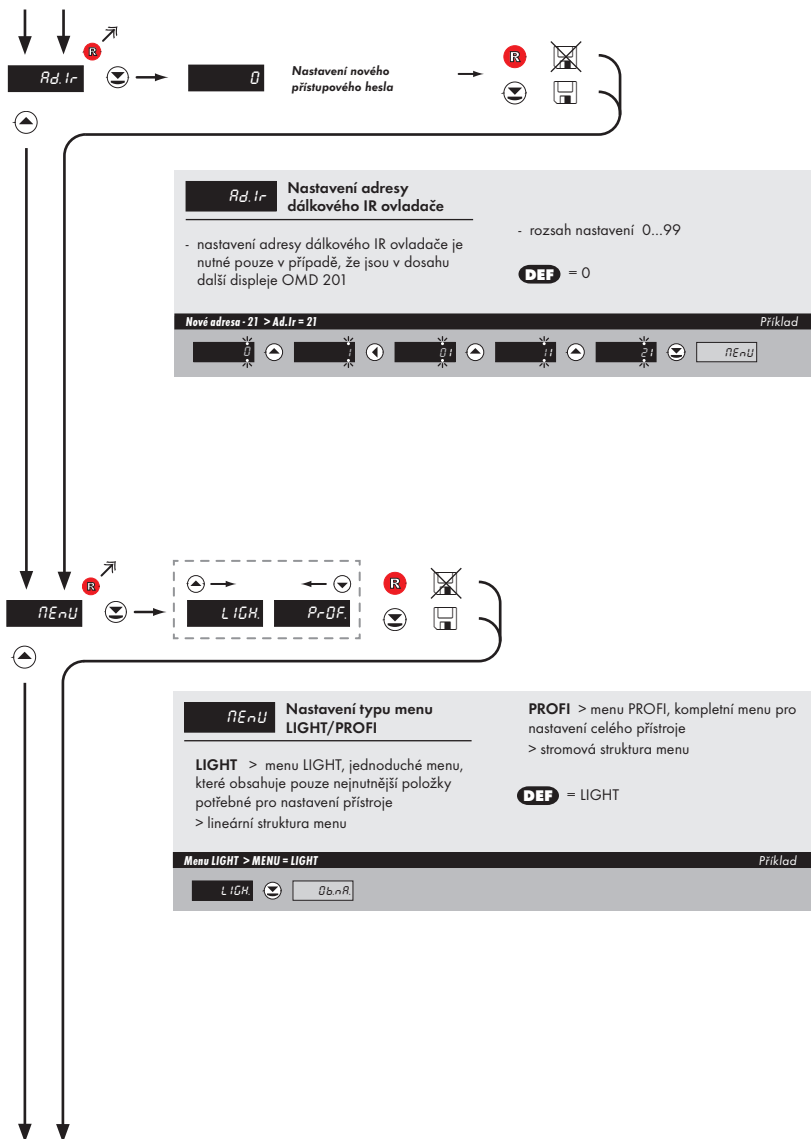 R
Ad.Ir
0
Nastavení nového
přístupového hesla
R
Ad.Ir
Nastavení adresy
dálkového IR ovladače
- nastavení adresy dálkového IR ovladače je
nutné pouze v případě, že jsou v dosahu
další displeje OMD 201
- rozsah nastavení 0...99
DEF = 0
Nové adresa - 21 > Ad.Ir = 21 Příklad
0 1 01 11 21 MEnU
R
MEnU
LIGH. PrOF.
R
MEnU
Nastavení typu menu
LIGHT/PROFI
LIGHT > menu LIGHT, jednoduché menu,
které obsahuje pouze nejnutnější položky
potřebné pro nastavení přístroje
> lineární struktura menu
PROFI > menu PROFI, kompletní menu pro
nastavení celého přístroje
> stromová struktura menu
DEF = LIGHT
Menu LIGHT > MENU = LIGHT Příklad
LIGH. Ob.nA.